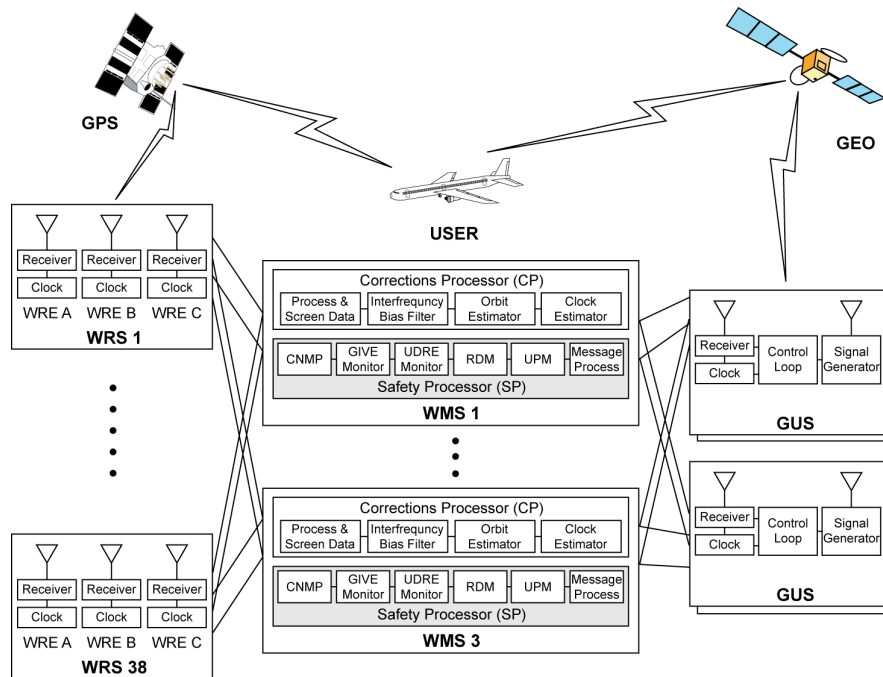 GPS
GEO
USER
Receiver Receiver Receiver
Clock Clock Clock
WRE A WRE B WRE C
WRS 1
Corrections Processor (CP)
Process &
Screen Data
Interfrequncy
Bias Filter
Orbit
Estimator
Clock
Estimator
CNMP
GIVE
Monitor
UDRE
Monitor
RDM
UPM
Message
Process
Safety Processor (SP)
WMS 1
Receiver
Clock
Control
Loop
Signal
Generator
GUS
Receiver Receiver Receiver
Clock Clock Clock
WRE A WRE B WRE C
WRS 38
Corrections Processor (CP)
Process &
Screen Data
Interfrequncy
Bias Filter
Orbit
Estimator
Clock
Estimator
CNMP
GIVE
Monitor
UDRE
Monitor
RDM
UPM
Message
Process
Safety Processor (SP)
WMS 3
Receiver
Clock
Control
Loop
Signal
Generator
GUS